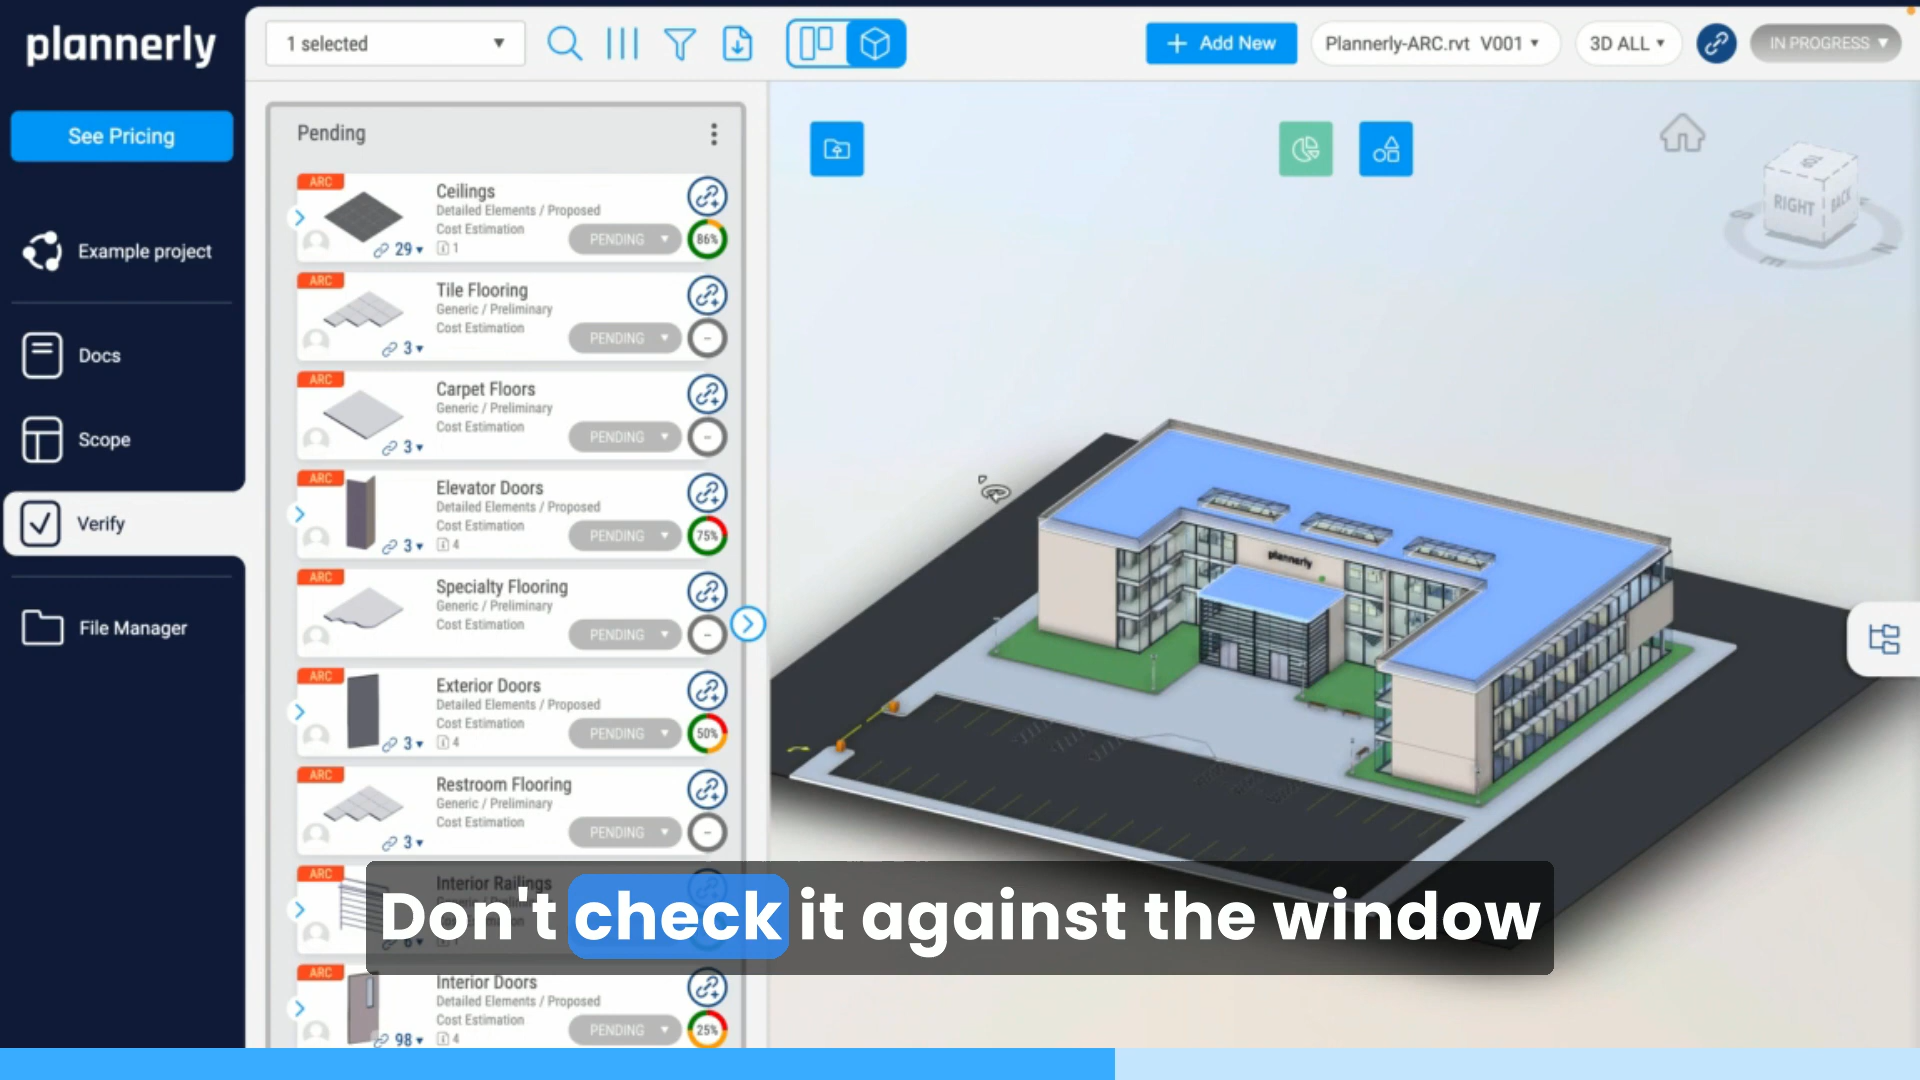 plannerly
See Pricing
Example project
Docs
Scope
Verify
File Manager
1 selected
Add New
Plannerly-ARC.rvt V001
3D ALL
IN PROGRESS
Pending
ARC
Ceilings
Detailed Elements / Proposed
Cost Estimation
29
1
PENDING
86%
ARC
Tile Flooring
Generic / Preliminary
Cost Estimation
3
PENDING
–
ARC
Carpet Floors
Generic / Preliminary
Cost Estimation
3
PENDING
–
ARC
Elevator Doors
Detailed Elements / Proposed
Cost Estimation
3
4
PENDING
75%
ARC
Specialty Flooring
Generic / Preliminary
Cost Estimation
PENDING
–
ARC
Exterior Doors
Detailed Elements / Proposed
Cost Estimation
3
4
PENDING
50%
ARC
Restroom Flooring
Generic / Preliminary
Cost Estimation
3
PENDING
–
ARC
Interior Railings
ARC
Interior Doors
Detailed Elements / Proposed
Cost Estimation
98
4
PENDING
25%
RIGHT
BACK
S
E
N
plannerly
Don't check it against the window